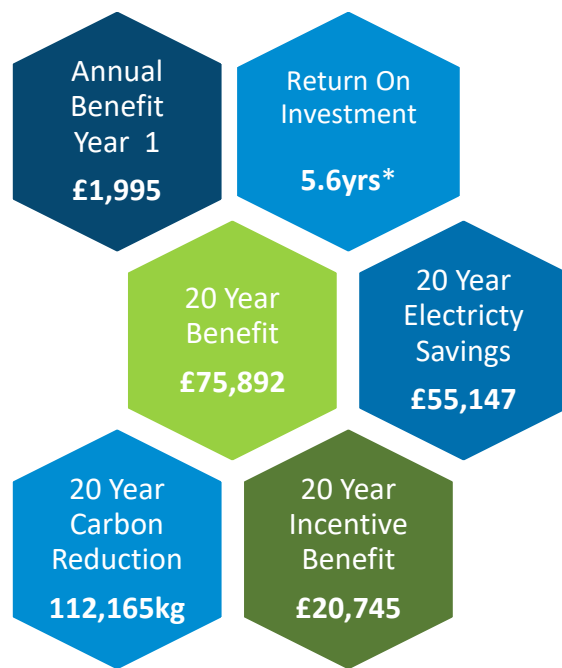 Annual
Benefit
Year 1
£1,995
Return On
Investment
5.6yrs*
20 Year
Benefit
£75,892
20 Year
Electricty
Savings
£55,147
20 Year
Carbon
Reduction
112,165kg
20 Year
Incentive
Benefit
£20,745